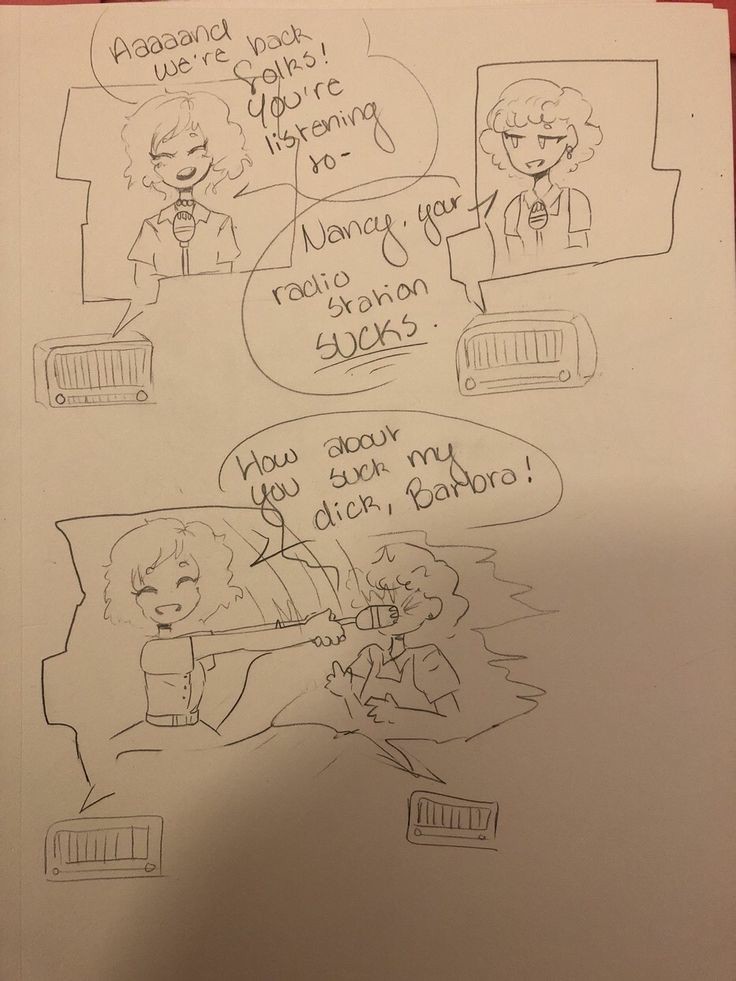 Aaaaand
we're back
folks!
You're
listening
to-
Nancy, your
radio
station
SUCKS.
How about
you suck my
dick, Barbra!